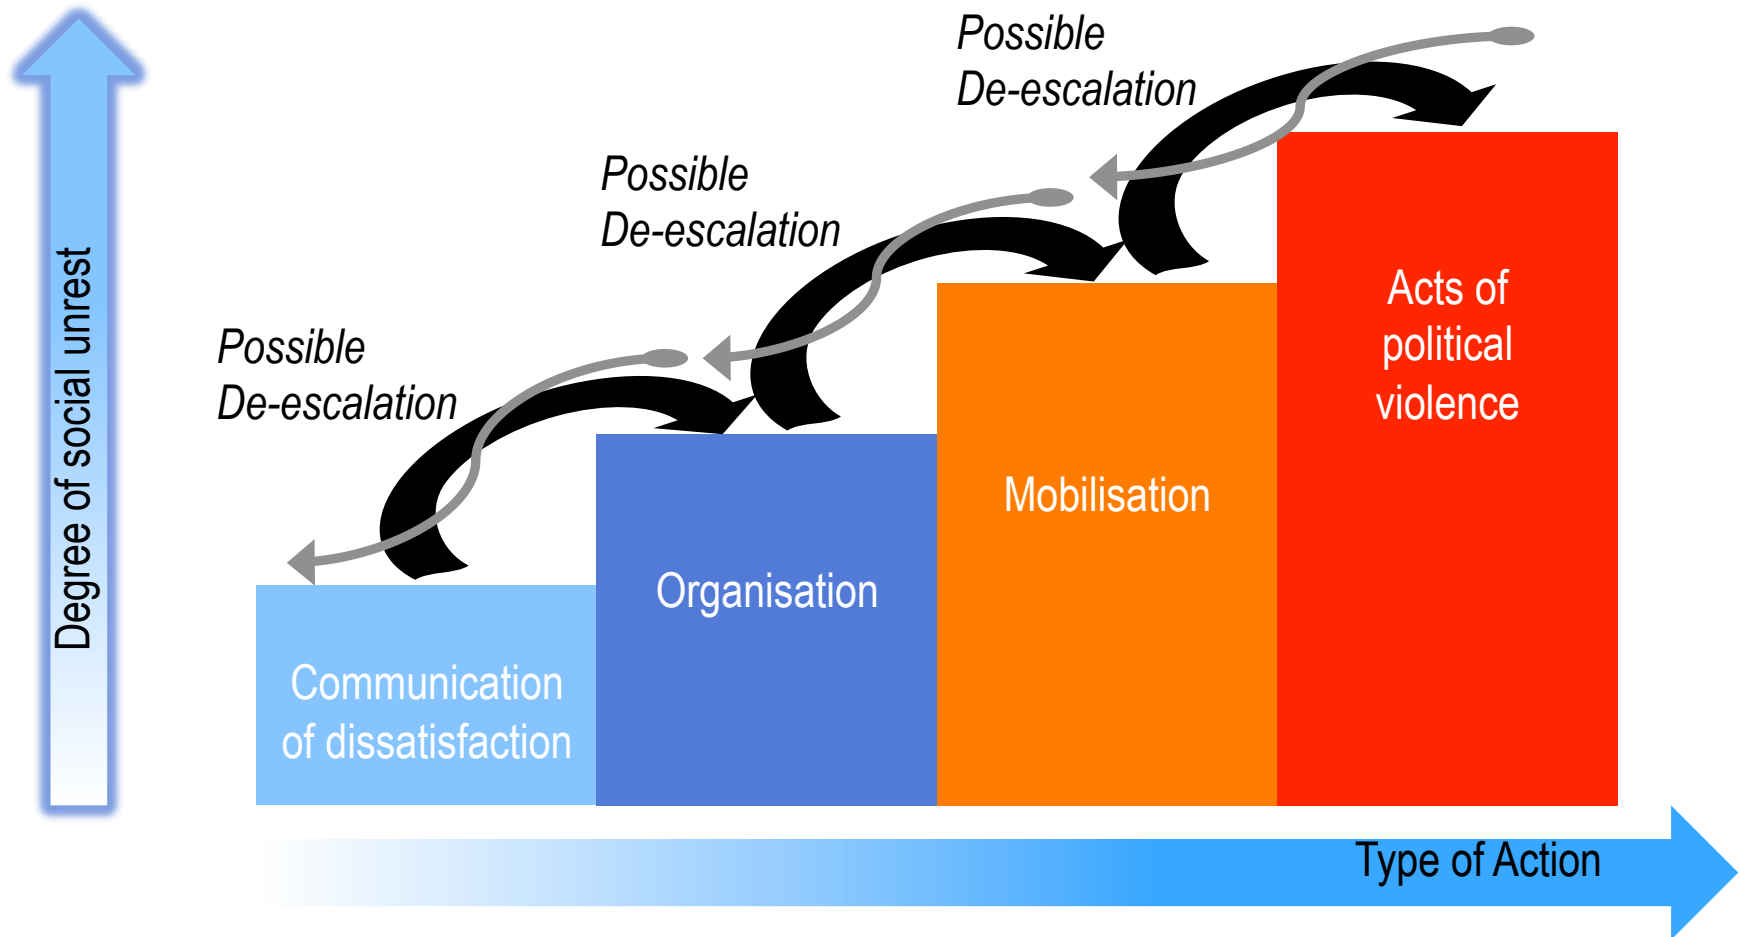 Possible
De-escalation
Possible
De-escalation
Possible
De-escalation
Degree of social unrest
Acts of
political
violence
Mobilisation
Organisation
Communication
of dissatisfaction
Type of Action